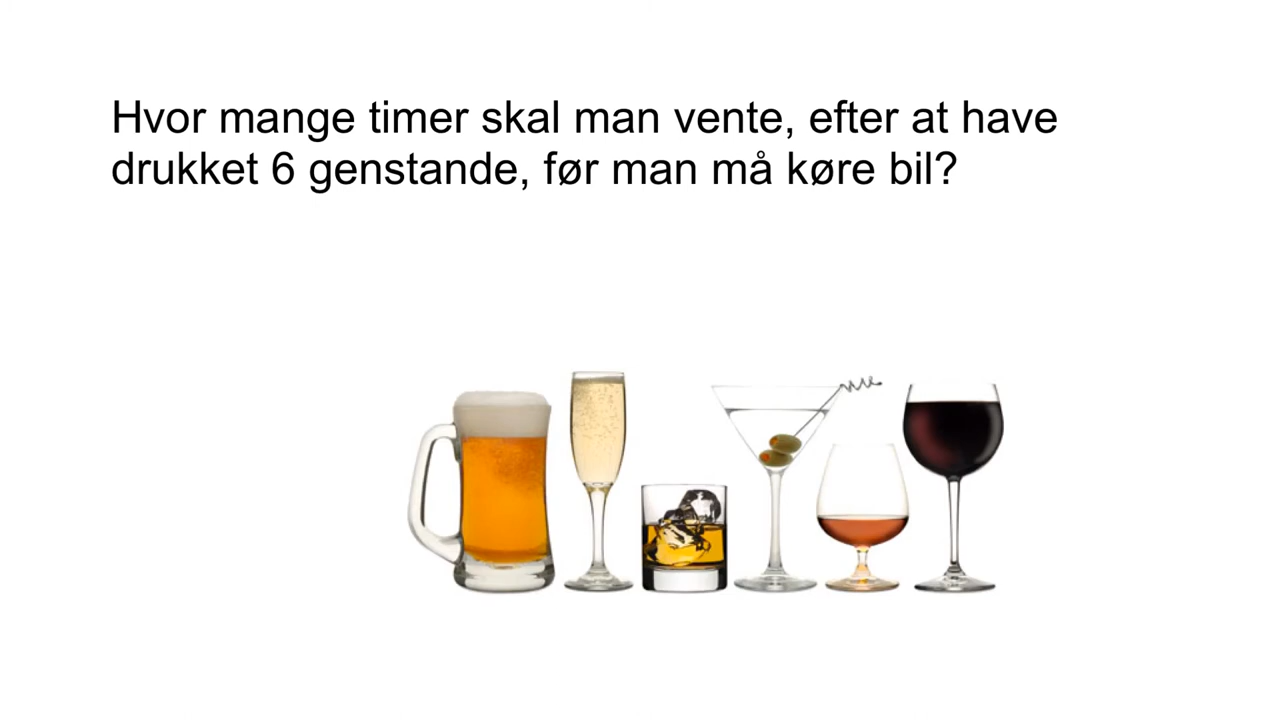 Hvor mange timer skal man vente, efter at have
drukket 6 genstande, før man må køre bil?